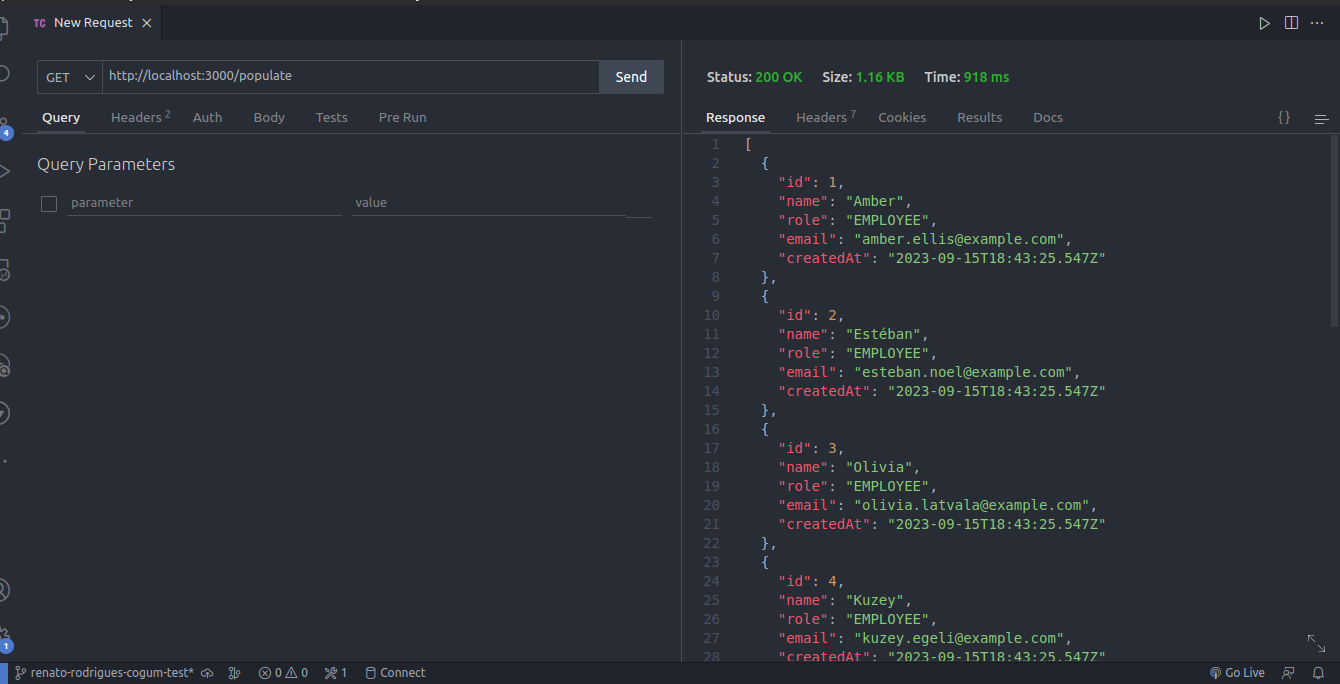 TC New Request
GET http://localhost:3000/populate Send
Query Headers 2 Auth Body Tests Pre Run
Query Parameters
parameter value
Status: 200 OK Size: 1.16 KB Time: 918 ms
Response Headers 7 Cookies Results Docs {}
1 [
2 {
3 "id": 1,
4 "name": "Amber",
5 "role": "EMPLOYEE",
6 "email": "amber.ellis@example.com",
7 "createdAt": "2023-09-15T18:43:25.547Z"
8 },
9 {
10 "id": 2,
11 "name": "Estéban",
12 "role": "EMPLOYEE",
13 "email": "esteban.noel@example.com",
14 "createdAt": "2023-09-15T18:43:25.547Z"
15 },
16 {
17 "id": 3,
18 "name": "Olivia",
19 "role": "EMPLOYEE",
20 "email": "olivia.latvala@example.com",
21 "createdAt": "2023-09-15T18:43:25.547Z"
22 },
23 {
24 "id": 4,
25 "name": "Kuzey",
26 "role": "EMPLOYEE",
27 "email": "kuzey.egeli@example.com",
28 "createdAt": "2023-09-15T18:43:25.547Z"
4
1
renato-rodrigues-cogum-test* 0 0 1 Connect Go Live